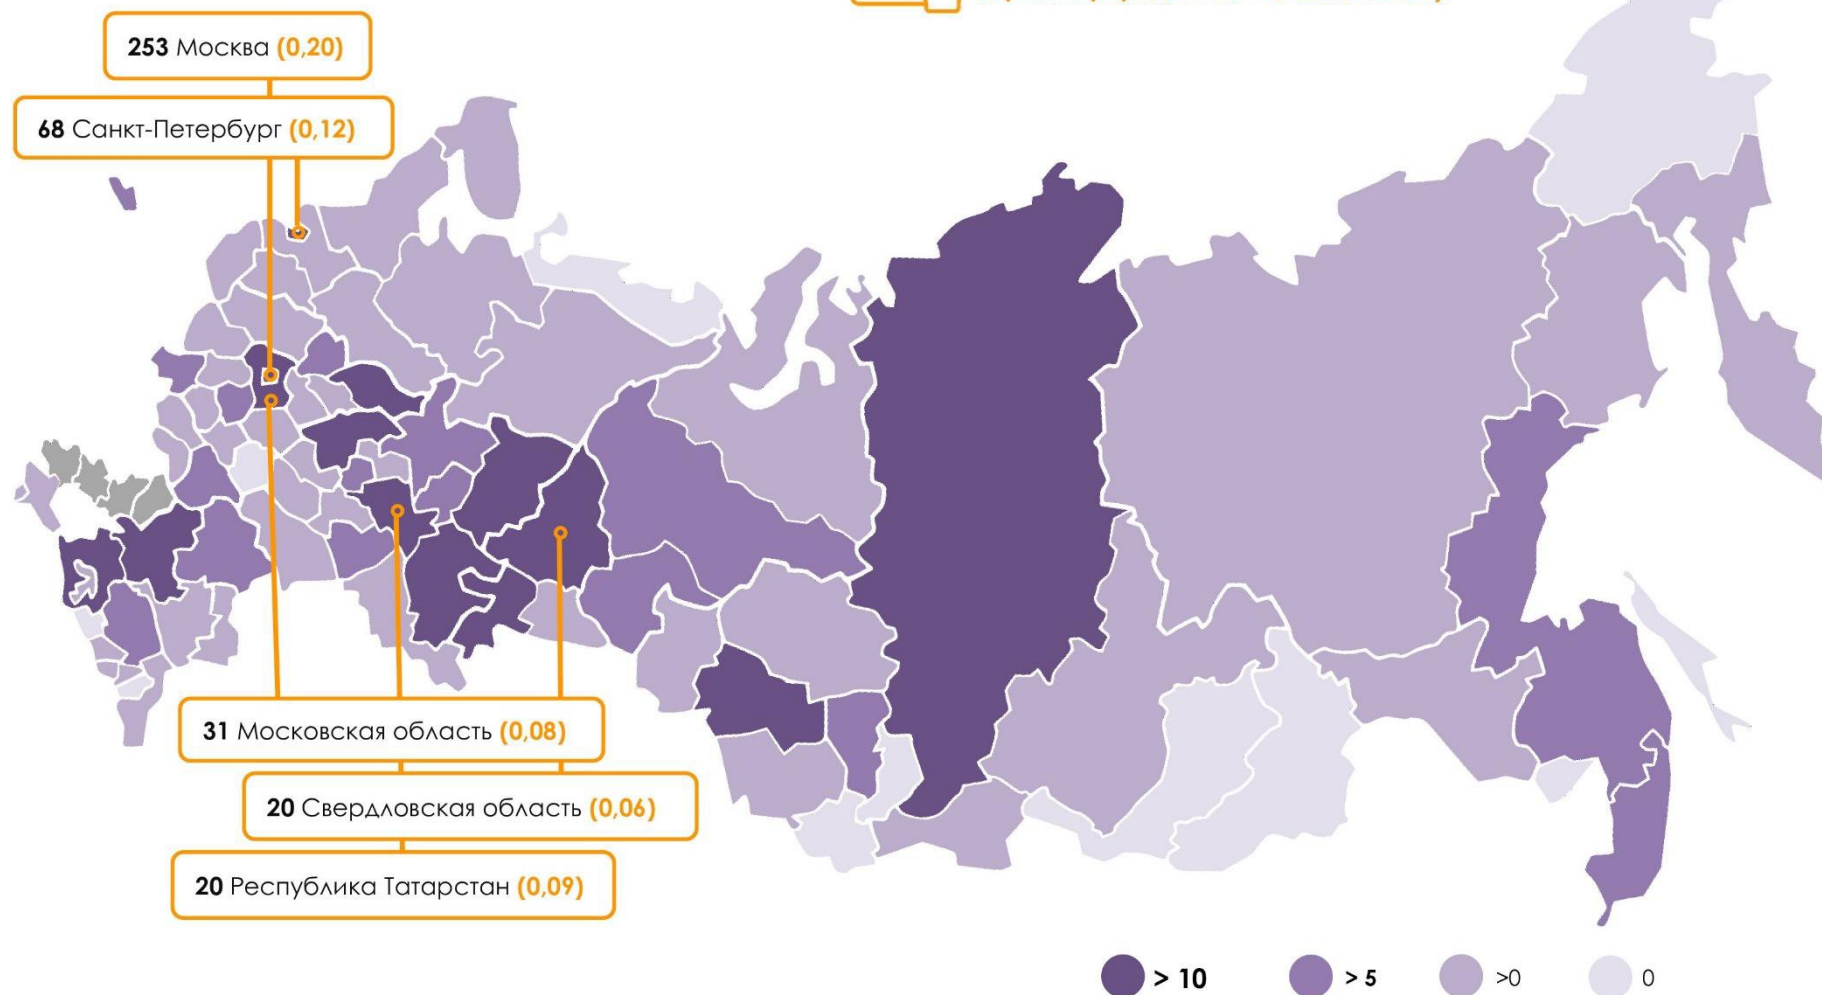 253 Москва (0,20)
68 Санкт-Петербург (0,12)
31 Московская область (0,08)
20 Свердловская область (0,06)
20 Республика Татарстан (0,09)
> 10
> 5
>0
0